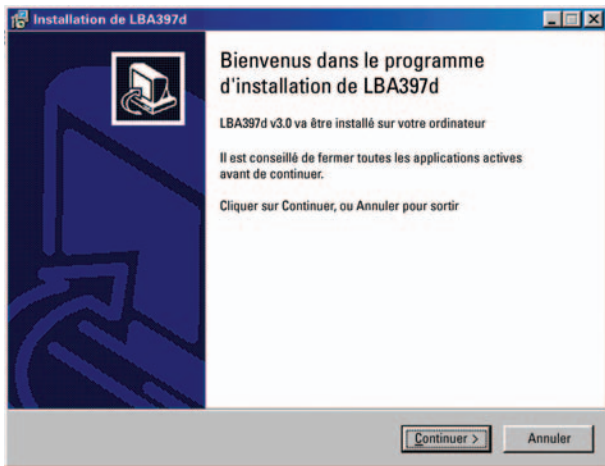 Installation de LBA397d
Bienvenus dans le programme
d'installation de LBA397d
LBA397d v3.0 va être installé sur votre ordinateur
Il est conseillé de fermer toutes les applications actives
avant de continuer.
Cliquer sur Continuer, ou Annuler pour sortir
Continuer >
Annuler